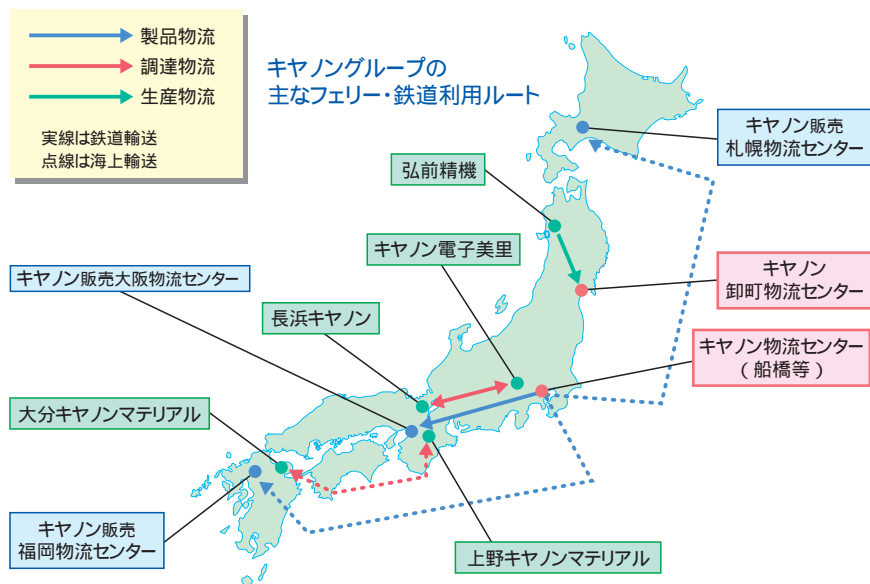 製品物流
調達物流
生産物流
実線は鉄道輸送
点線は海上輸送
キヤノングループの
主なフェリー・鉄道利用ルート
キヤノン販売
札幌物流センター
弘前精機
キヤノン電子美里
キヤノン販売大阪物流センター
キヤノン
卸町物流センター
長浜キヤノン
キヤノン物流センター
（船橋等）
大分キヤノンマテリアル
キヤノン販売
福岡物流センター
上野キヤノンマテリアル